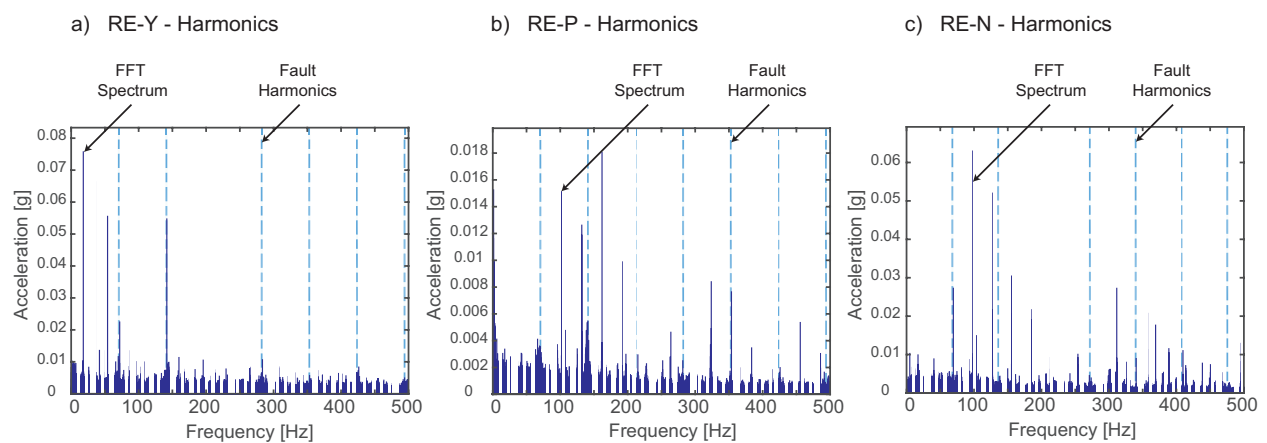 a) RE-Y - Harmonics
FFT
Spectrum
Fault
Harmonics
Acceleration [g]
0.08
0.07
0.06
0.05
0.04
0.03
0.02
0.01
0
0 100 200 300 400 500
Frequency [Hz]
b) RE-P - Harmonics
FFT
Spectrum
Fault
Harmonics
Acceleration [g]
0.018
0.016
0.014
0.012
0.01
0.008
0.006
0.004
0.002
0
0 100 200 300 400 500
Frequency [Hz]
c) RE-N - Harmonics
FFT
Spectrum
Fault
Harmonics
Acceleration [g]
0.06
0.05
0.04
0.03
0.02
0.01
0
0 100 200 300 400 500
Frequency [Hz]